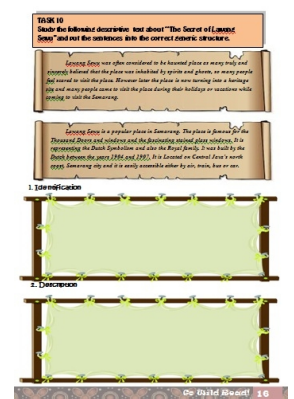 TASK 10
Study the following descriptive text about "The Secret of Lawang
Sewu" and put the sentences into the correct generic structure.
Lawang Sewu was often considered to be haunted place as many truly and
sincerely believed that the place was inhabited by spirits and ghosts, so many people
feel scared to visit the place. However later the place is now turning into a heritage
site and many people come to visit the place during their holidays or vacations while
coming to visit the Semarang.
Lawang Sewu is a popular place in Semarang. The place is famous for the
Thousand Doors and windows and the fascinating stained glass windows. It is
representing the Dutch Symbolism and also the Royal family. It was built by the
Dutch between the years 1904 and 1907. It is Located on Central Java's north
coast, Semarang city and it is easily accessible either by air, train, bus or car.
1. Identification
2. Description
Go Wild Read! 16